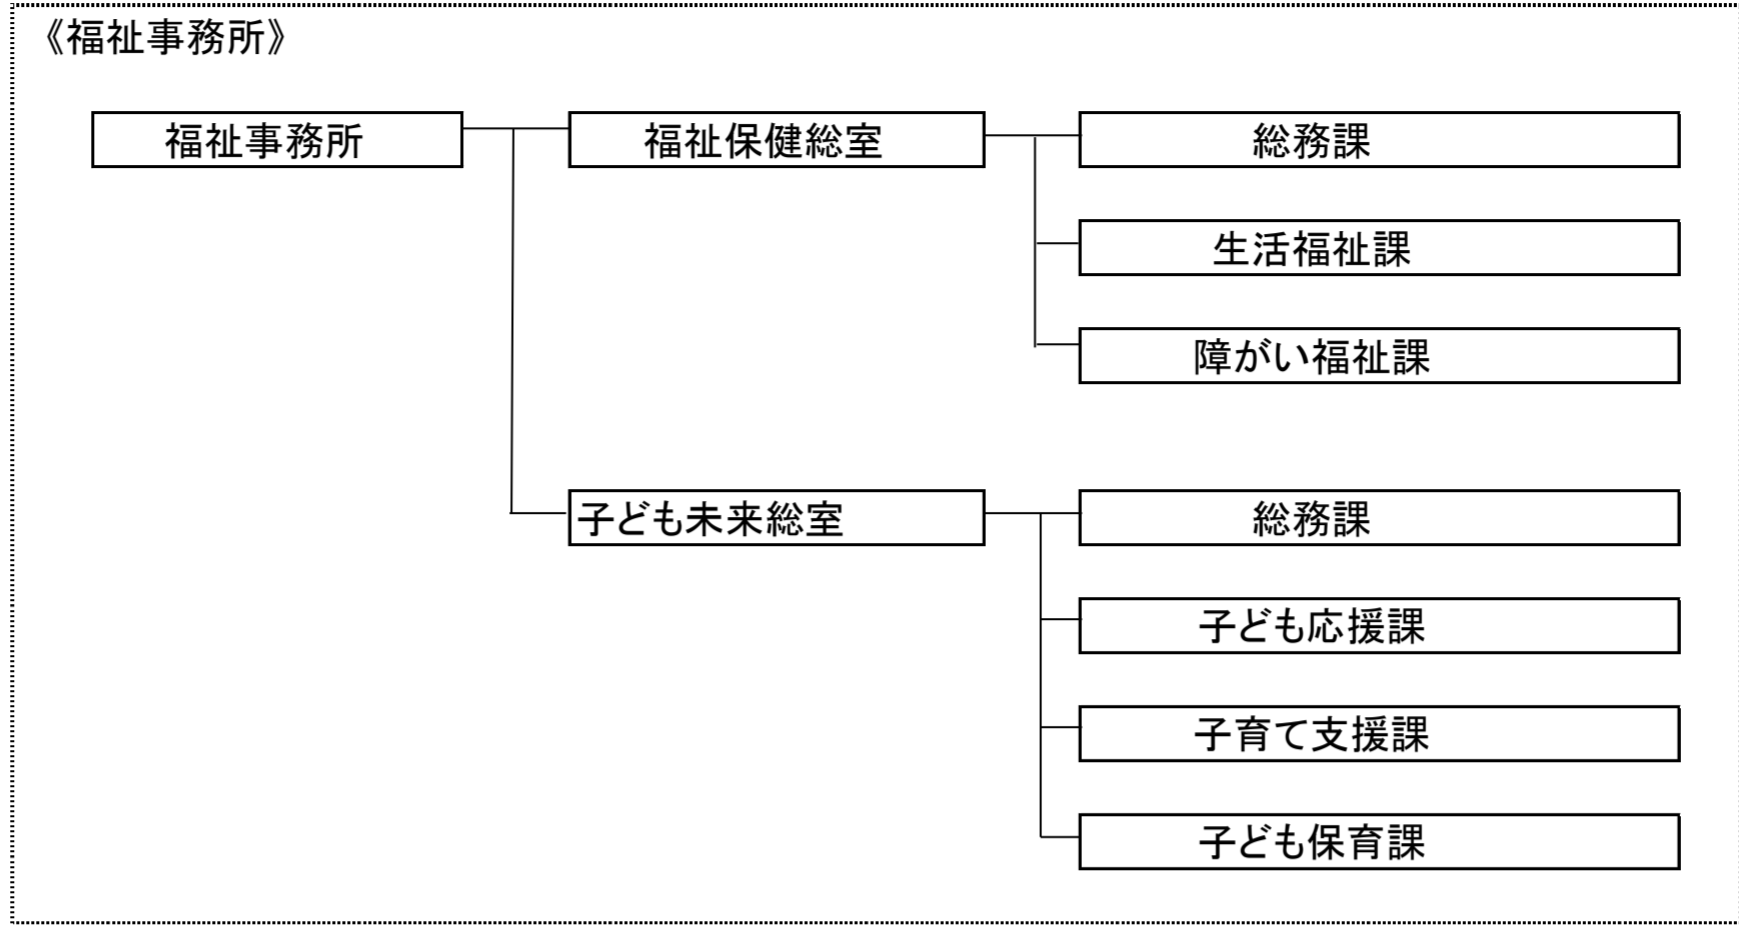 《福祉事務所》
福祉事務所
福祉保健総室
総務課
生活福祉課
障がい福祉課
子ども未来総室
総務課
子ども応援課
子育て支援課
子ども保育課